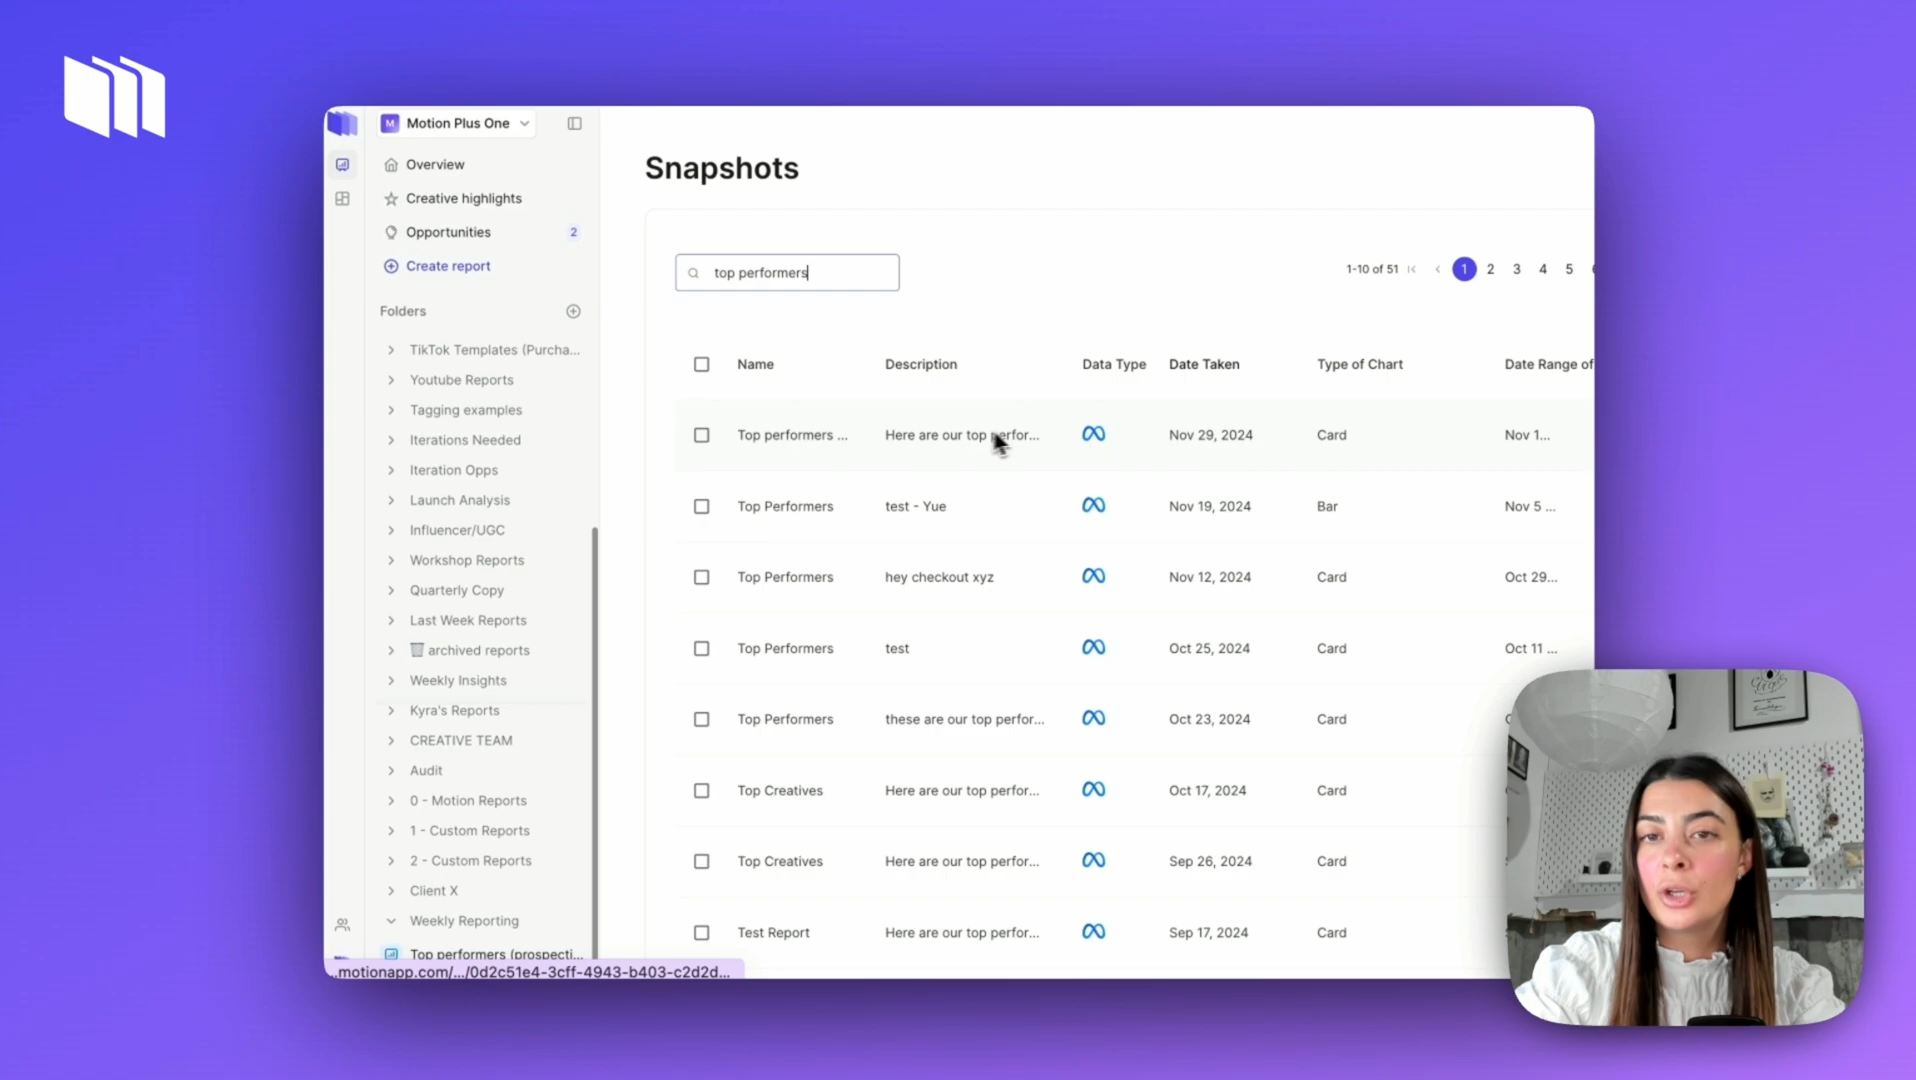 M Motion Plus One
Overview
Creative highlights
Opportunities 2
Create report
Folders
TikTok Templates (Purcha...
Youtube Reports
Tagging examples
Iterations Needed
Iteration Opps
Launch Analysis
Influencer/UGC
Workshop Reports
Quarterly Copy
Last Week Reports
archived reports
Weekly Insights
Kyra's Reports
CREATIVE TEAM
Audit
0 - Motion Reports
1 - Custom Reports
2 - Custom Reports
Client X
Weekly Reporting
Top performers (prospecti...
.motionapp.com/.../0d2c51e4-3cff-4943-b403-c2d2d...
Snapshots
top performers
1-10 of 51 1 2 3 4 5
Name Description Data Type Date Taken Type of Chart Date Range of
Top performers ... Here are our top perfor... Nov 29, 2024 Card Nov 1...
Top Performers test - Yue Nov 19, 2024 Bar Nov 5 ...
Top Performers hey checkout xyz Nov 12, 2024 Card Oct 29...
Top Performers test Oct 25, 2024 Card Oct 11 ...
Top Performers these are our top perfor... Oct 23, 2024 Card
Top Creatives Here are our top perfor... Oct 17, 2024 Card
Top Creatives Here are our top perfor... Sep 26, 2024 Card
Test Report Here are our top perfor... Sep 17, 2024 Card